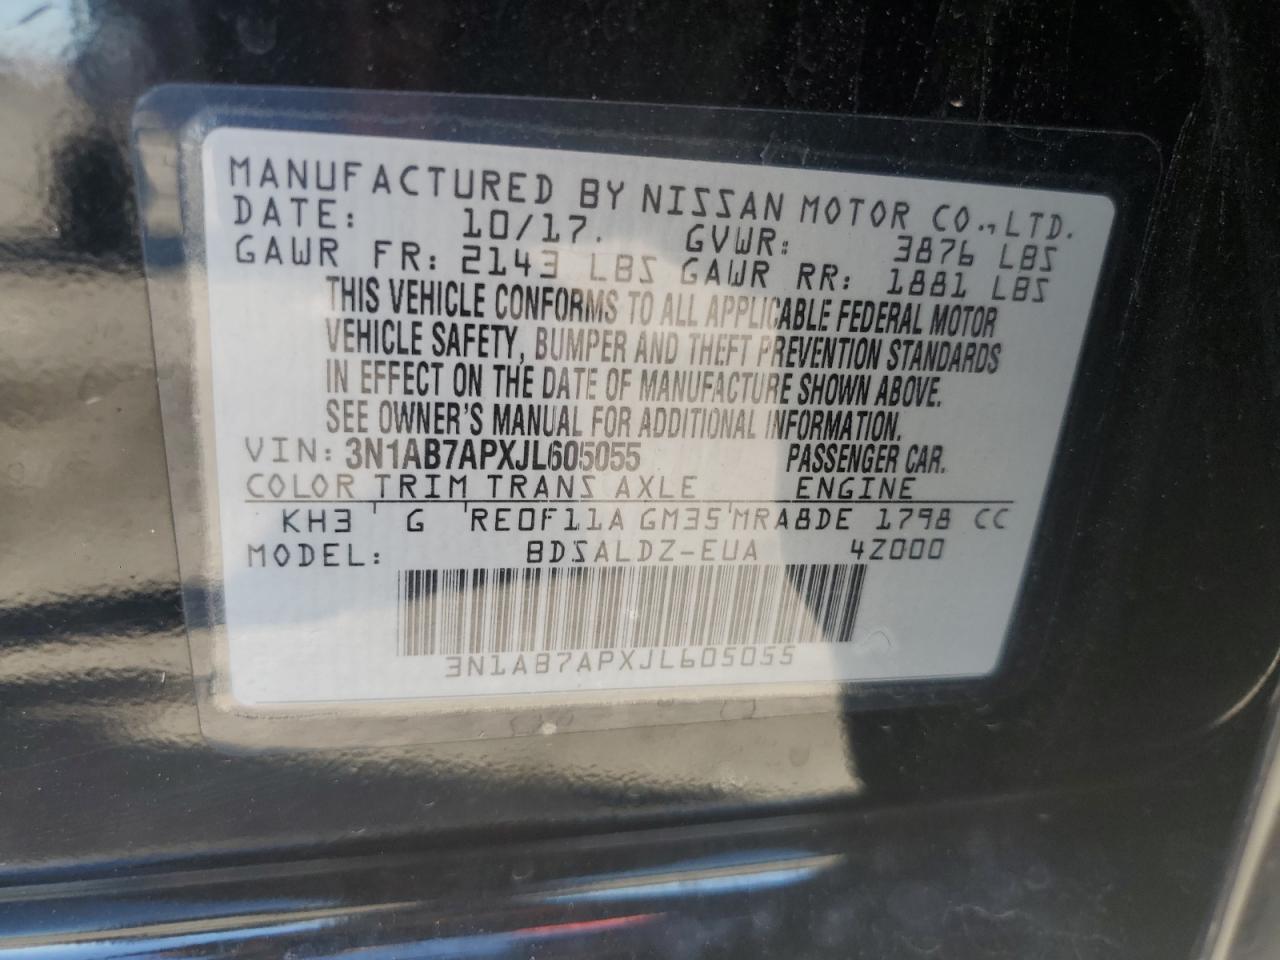 MANUFACTURED BY NISSAN MOTOR CO., LTD.
DATE: 10/17. GVWR: 3876 LBS
GAWR FR: 2143 LBS GAWR RR: 1881 LBS
THIS VEHICLE CONFORMS TO ALL APPLICABLE FEDERAL MOTOR
VEHICLE SAFETY, BUMPER AND THEFT PREVENTION STANDARDS
IN EFFECT ON THE DATE OF MANUFACTURE SHOWN ABOVE.
SEE OWNER'S MANUAL FOR ADDITIONAL INFORMATION.
VIN: 3N1AB7APXJL605055 PASSENGER CAR.
COLOR TRIM TRANS AXLE ENGINE
KH3 ' G 'RE0F11A GM35'MRA8DE 1798 CC
MODEL: BDSALDZ-EUA 4Z000
3N1AB7APXJL605055